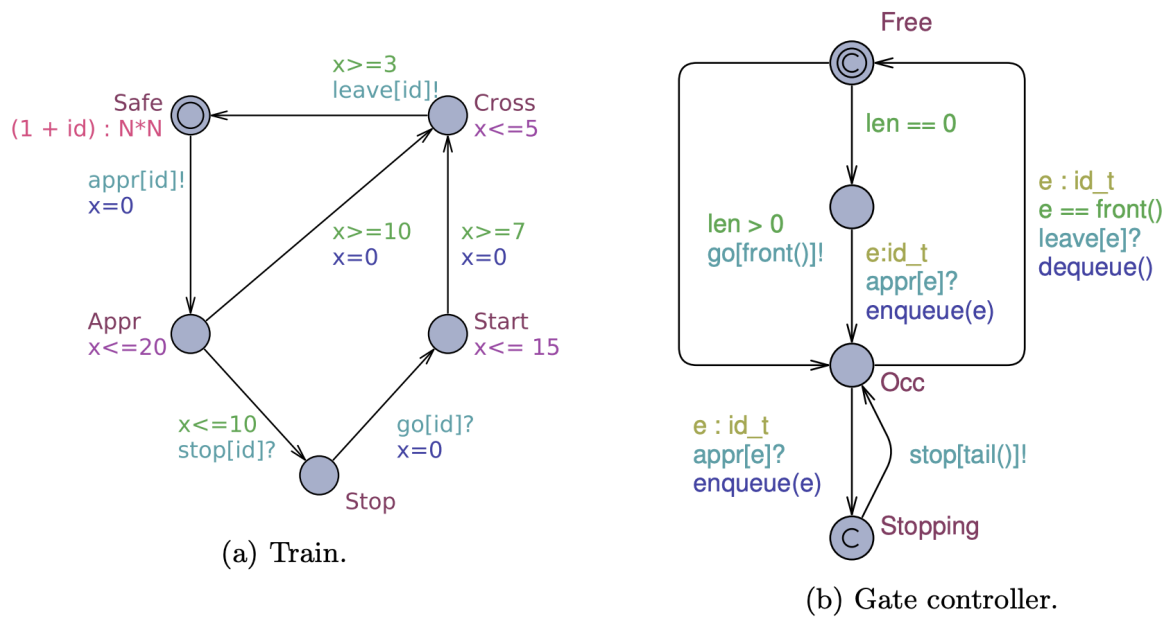 x>=3
leave[id]!
Safe
(1 + id) : N*N
Cross
x<=5
appr[id]!
x=0
x>=10
x=0
x>=7
x=0
Appr
x<=20
Start
x<= 15
x<=10
stop[id]?
go[id]?
x=0
Stop
(a) Train.
Free
C
len == 0
len > 0
go[front()]!
e : id_t
e == front()
leave[e]?
dequeue()
e:id_t
appr[e]?
enqueue(e)
Occ
e : id_t
appr[e]?
enqueue(e)
stop[tail()]!
C
Stopping
(b) Gate controller.